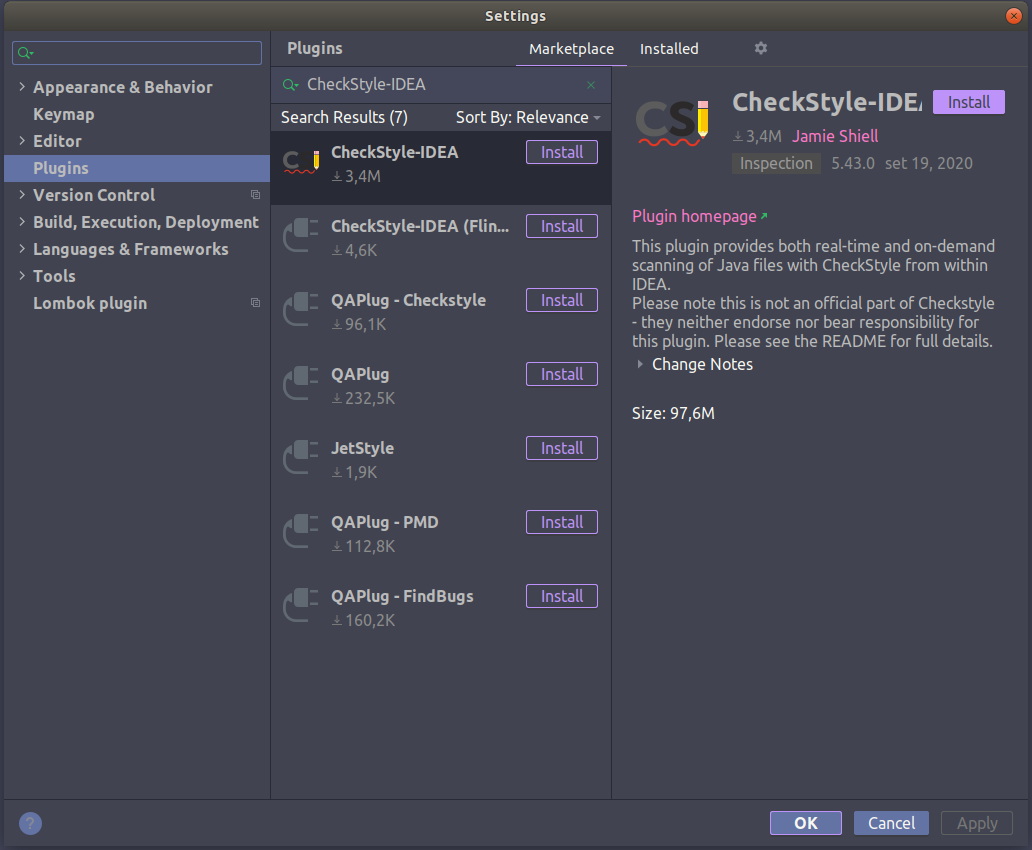 Settings
Appearance & Behavior
Keymap
Editor
Plugins
Version Control
Build, Execution, Deployment
Languages & Frameworks
Tools
Lombok plugin
Plugins
Marketplace
Installed
CheckStyle-IDEA
Search Results (7)
Sort By: Relevance
CheckStyle-IDEA
Install
3,4M
CheckStyle-IDEA (Flin...
Install
4,6K
QAPlug - Checkstyle
Install
96,1K
QAPlug
Install
232,5K
JetStyle
Install
1,9K
QAPlug - PMD
Install
112,8K
QAPlug - FindBugs
Install
160,2K
CS
CheckStyle-IDE
Install
3,4M Jamie Shiell
Inspection 5.43.0 set 19, 2020
Plugin homepage
This plugin provides both real-time and on-demand
scanning of Java files with CheckStyle from within
IDEA.
Please note this is not an official part of Checkstyle
- they neither endorse nor bear responsibility for
this plugin. Please see the README for full details.
Change Notes
Size: 97,6M
?
OK
Cancel
Apply